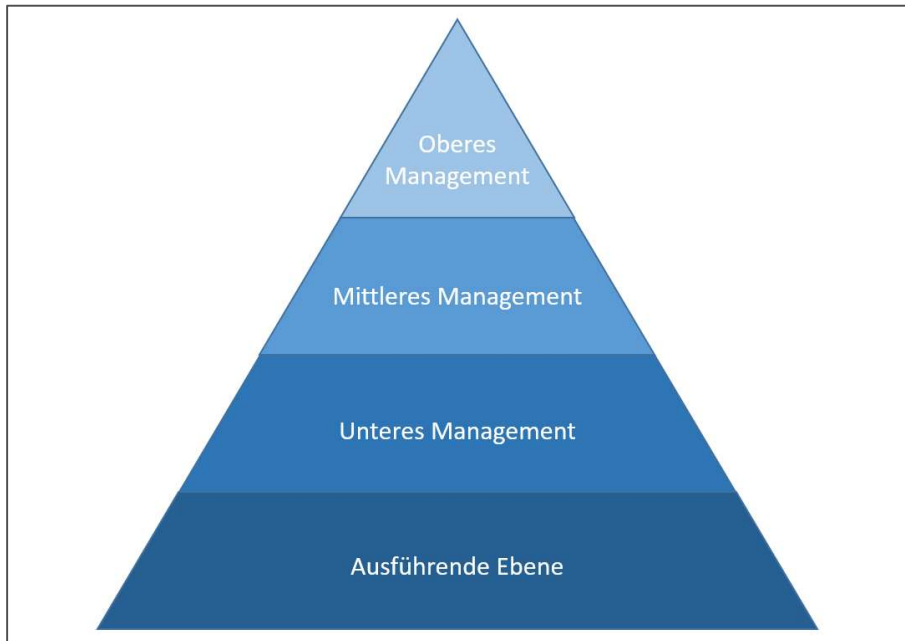 Oberes
Management
Mittleres Management
Unteres Management
Ausführende Ebene